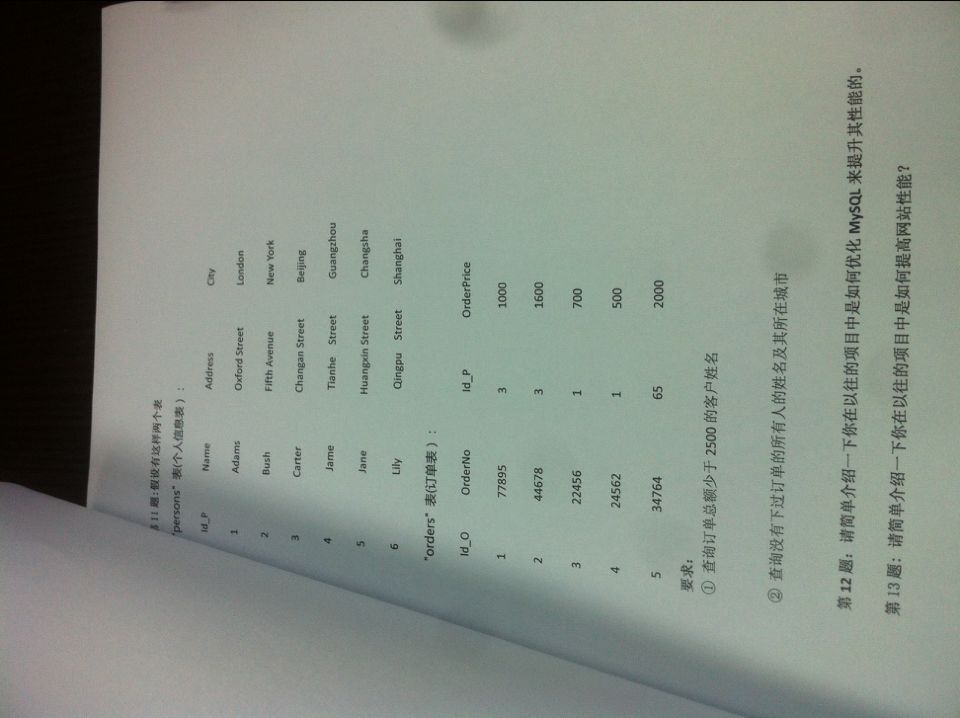 第 11 题:假设有这样两个表
"persons" 表(个人信息表)：
Id_P Name Address City
1 Adams Oxford Street London
2 Bush Fifth Avenue New York
3 Carter Changan Street Beijing
4 Jame Tianhe Street Guangzhou
5 Jane Huangxin Street Changsha
6 Lily Qingpu Street Shanghai
"orders" 表(订单表)：
Id_O OrderNo Id_P OrderPrice
1 77895 3 1000
2 44678 3 1600
3 22456 1 700
4 24562 1 500
5 34764 65 2000
要求：
① 查询订单总额少于 2500 的客户姓名
② 查询没有下过订单的所有人的姓名及其所在城市
第 12 题：请简单介绍一下你在以往的项目中是如何优化 MySQL 来提升其性能的。
第 13 题：请简单介绍一下你在以往的项目中是如何提高网站性能？